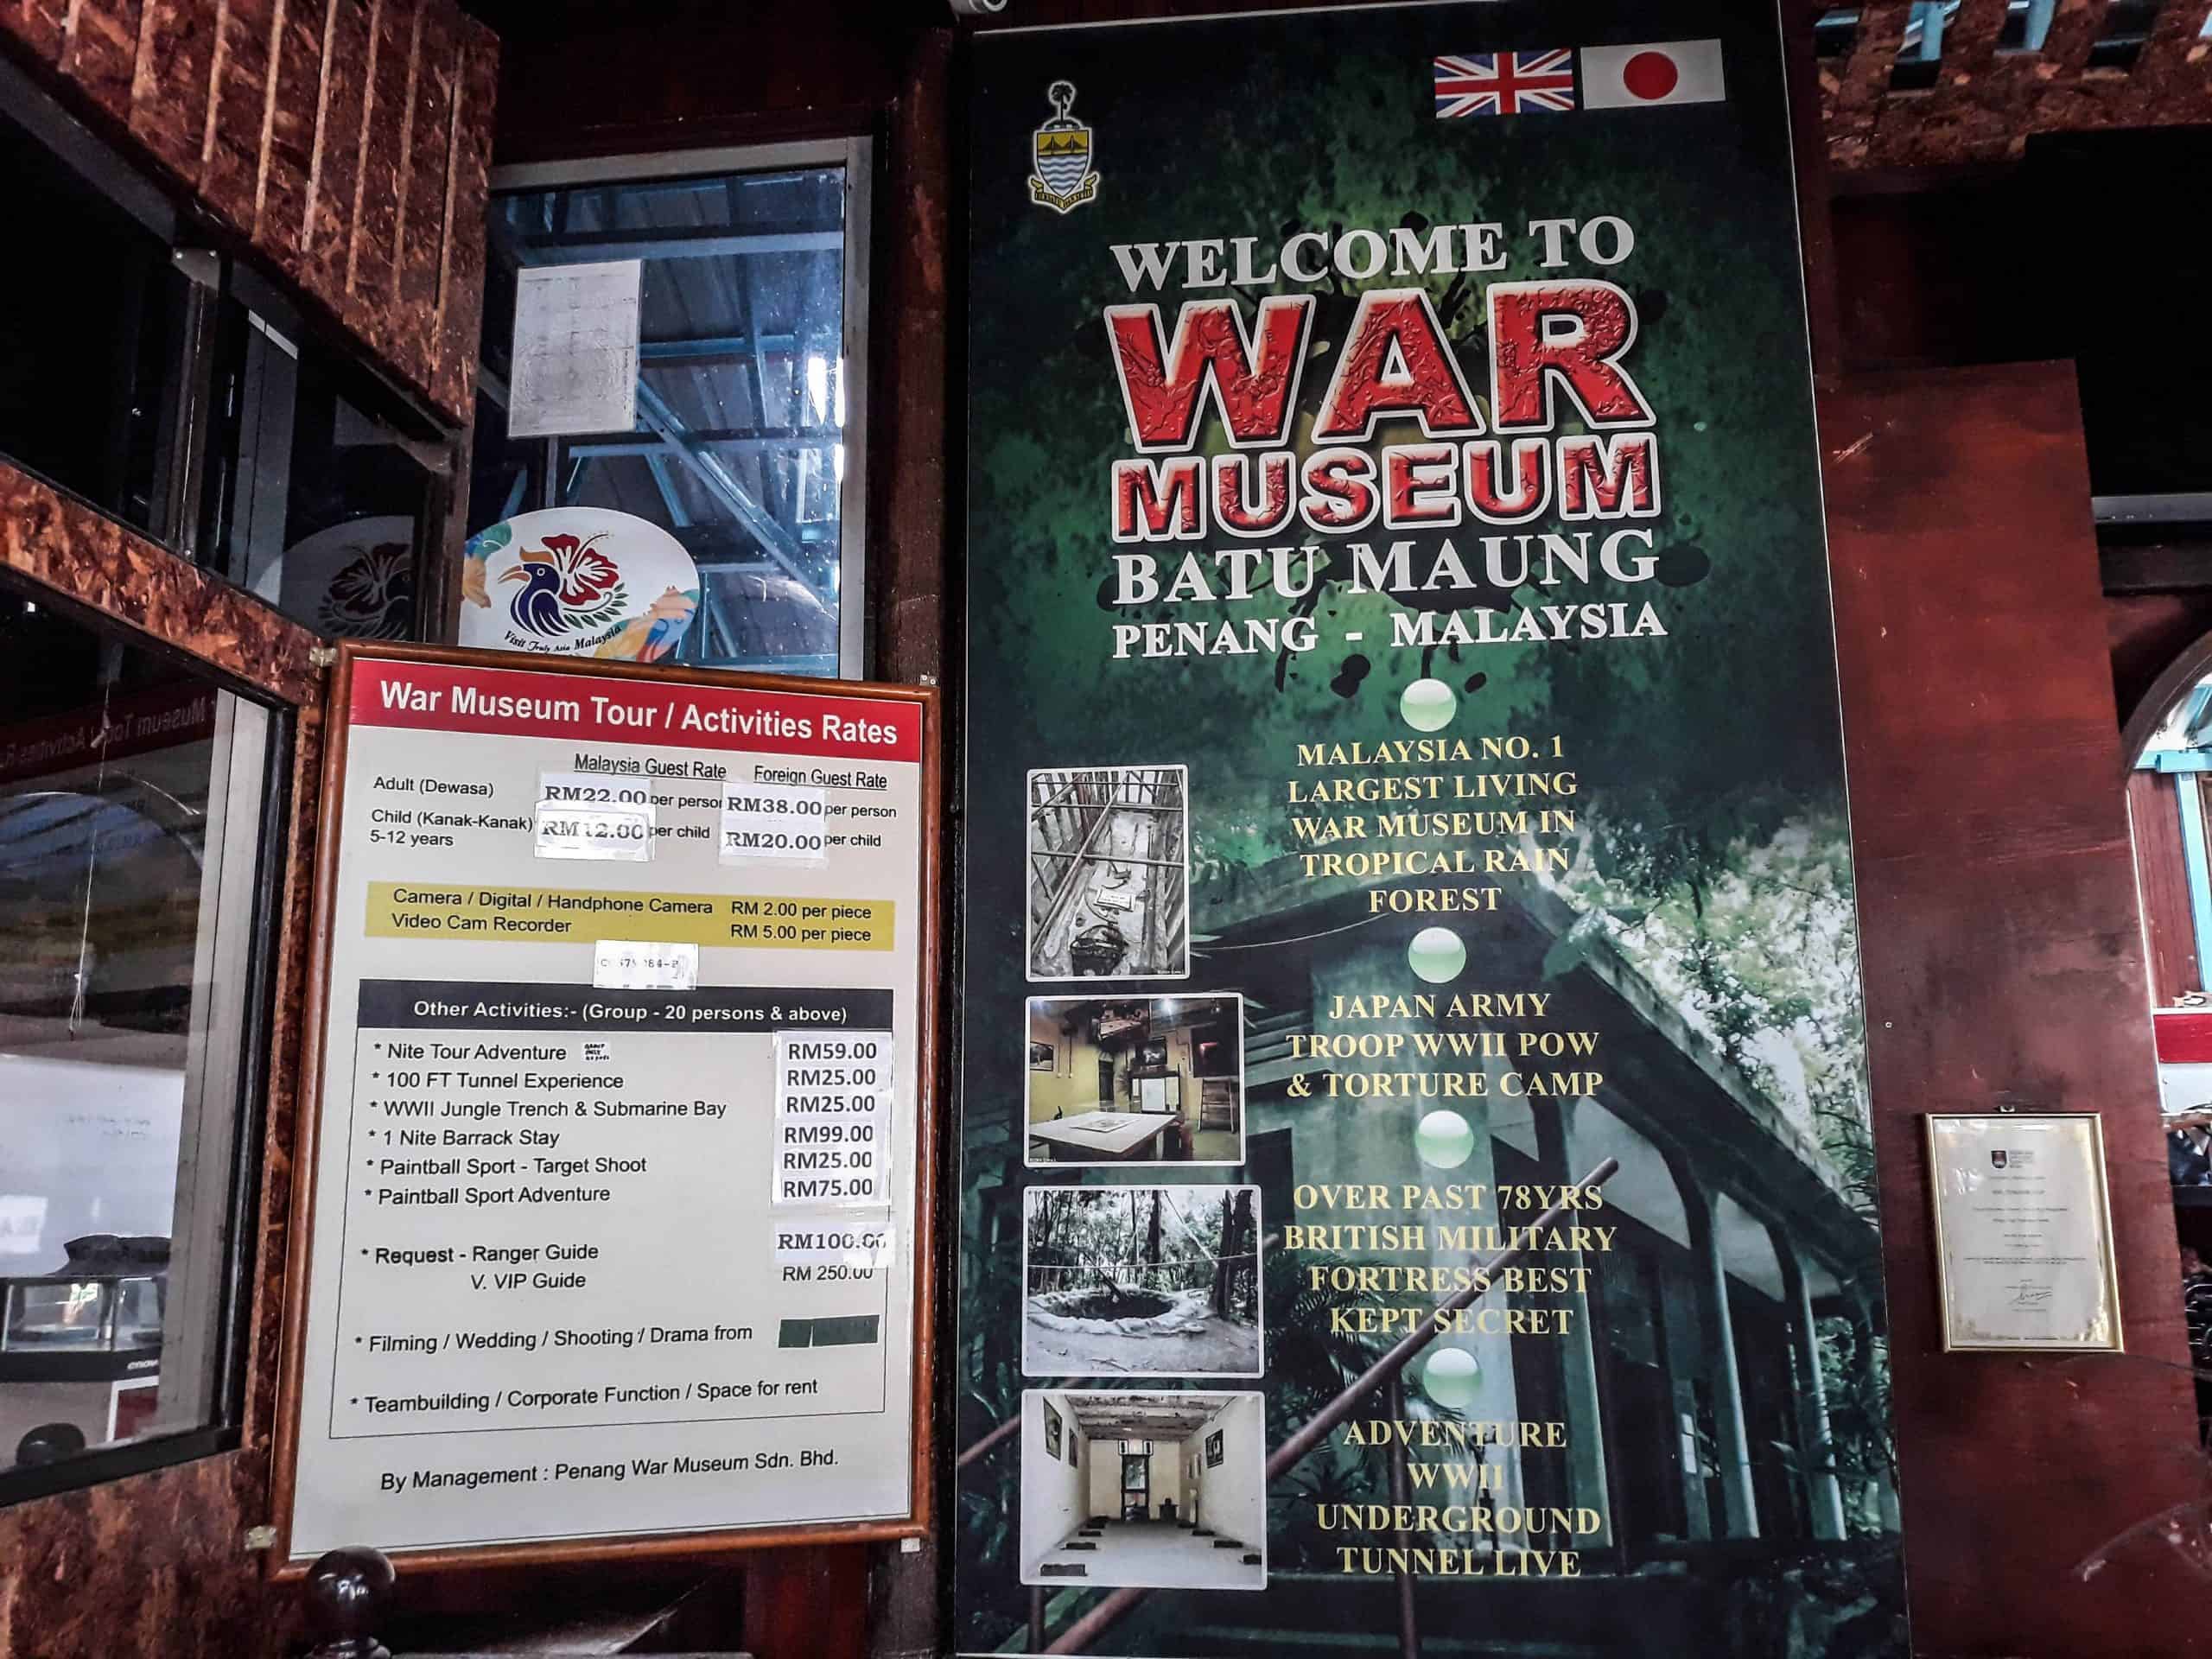 War Museum Tour / Activities Rates
Malaysia Guest Rate Foreign Guest Rate
Adult (Dewasa) RM22.00 per person RM38.00 per person
Child (Kanak-Kanak) RM12.00 per child RM20.00 per child
5-12 years
Camera / Digital / Handphone Camera RM 2.00 per piece
Video Cam Recorder RM 5.00 per piece
Other Activities:- (Group - 20 persons & above)
* Nite Tour Adventure RM59.00
* 100 FT Tunnel Experience RM25.00
* WWII Jungle Trench & Submarine Bay RM25.00
* 1 Nite Barrack Stay RM99.00
* Paintball Sport - Target Shoot RM25.00
* Paintball Sport Adventure RM75.00
* Request - Ranger Guide RM100.00
V. VIP Guide RM 250.00
* Filming / Wedding / Shooting / Drama from
* Teambuilding / Corporate Function / Space for rent
By Management : Penang War Museum Sdn. Bhd.
Visit Truly Asia Malaysia
WELCOME TO
WAR
MUSEUM
BATU MAUNG
PENANG - MALAYSIA
MALAYSIA NO. 1
LARGEST LIVING
WAR MUSEUM IN
TROPICAL RAIN
FOREST
JAPAN ARMY
TROOP WWII POW
& TORTURE CAMP
OVER PAST 78YRS
BRITISH MILITARY
FORTRESS BEST
KEPT SECRET
ADVENTURE
WWII
UNDERGROUND
TUNNEL LIVE